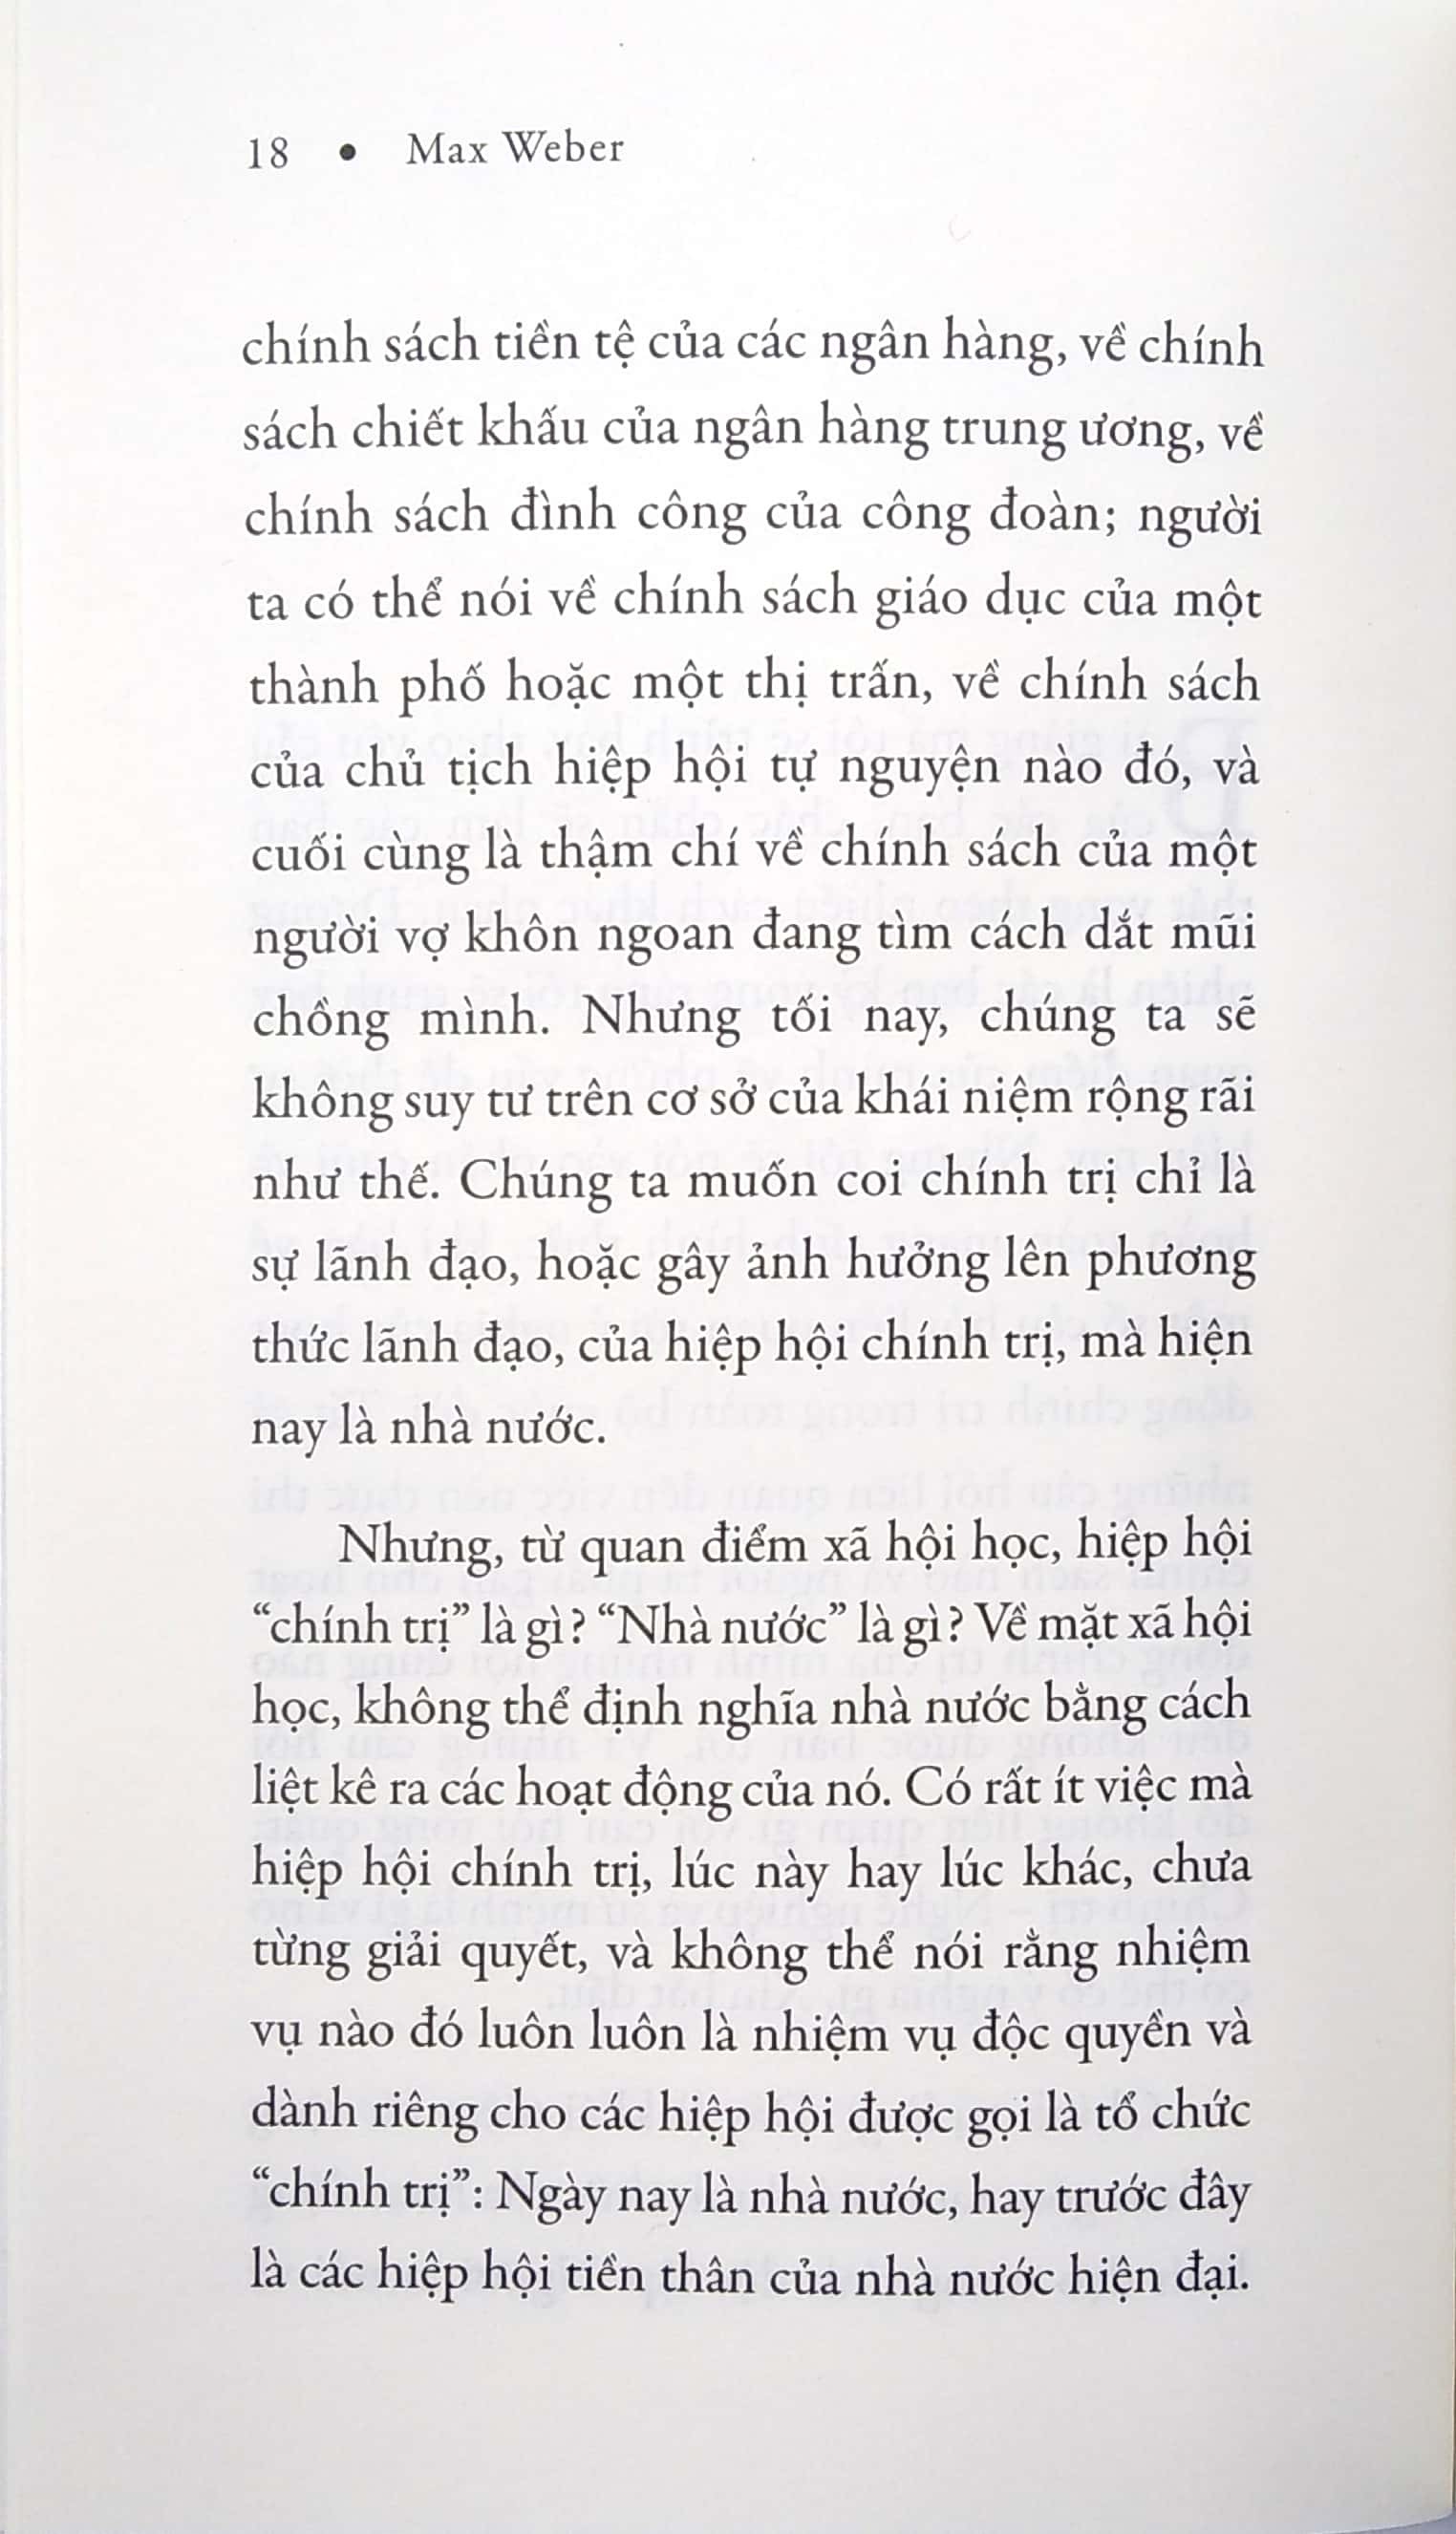 18 • Max Weber
chính sách tiền tệ của các ngân hàng, về chính
sách chiết khấu của ngân hàng trung ương, về
chính sách đình công của công đoàn; người
ta có thể nói về chính sách giáo dục của một
thành phố hoặc một thị trấn, về chính sách
của chủ tịch hiệp hội tự nguyện nào đó, và
cuối cùng là thậm chí về chính sách của một
người vợ khôn ngoan đang tìm cách dắt mũi
chồng mình. Nhưng tối nay, chúng ta sẽ
không suy tư trên cơ sở của khái niệm rộng rãi
như thế. Chúng ta muốn coi chính trị chỉ là
sự lãnh đạo, hoặc gây ảnh hưởng lên phương
thức lãnh đạo, của hiệp hội chính trị, mà hiện
nay là nhà nước.
Nhưng, từ quan điểm xã hội học, hiệp hội
“chính trị” là gì? “Nhà nước” là gì? Về mặt xã hội
học, không thể định nghĩa nhà nước bằng cách
liệt kê ra các hoạt động của nó. Có rất ít việc mà
hiệp hội chính trị, lúc này hay lúc khác, chưa
từng giải quyết, và không thể nói rằng nhiệm
vụ nào đó luôn luôn là nhiệm vụ độc quyền và
dành riêng cho các hiệp hội được gọi là tổ chức
“chính trị”: Ngày nay là nhà nước, hay trước đây
là các hiệp hội tiền thân của nhà nước hiện đại.